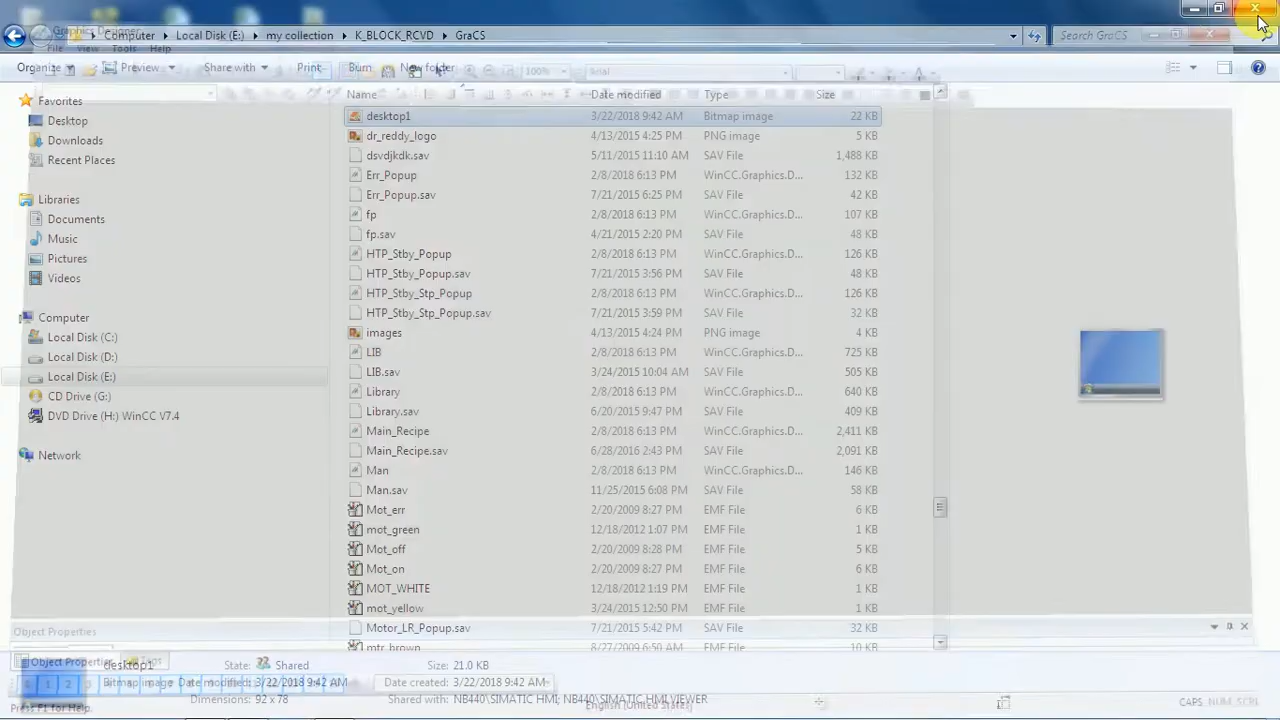 Graphics Designer
Computer Local Disk (E:) my collection K_BLOCK_RCVD GraCS Search GraCS
File View Tools Help
Organize Preview Share with Print Burn New folder 100% Arial
Name Date modified Type Size
Favorites
Desktop
Downloads
Recent Places
Libraries
Documents
Music
Pictures
Videos
Computer
Local Disk (C:)
Local Disk (D:)
Local Disk (E:)
CD Drive (G:)
DVD Drive (H:) WinCC V7.4
Network
desktop1 3/22/2018 9:42 AM Bitmap image 22 KB
dr_reddy_logo 4/13/2015 4:25 PM PNG image 5 KB
dsvdjkdk.sav 5/11/2015 11:10 AM SAV File 1,488 KB
Err_Popup 2/8/2018 6:13 PM WinCC.Graphics.D... 132 KB
Err_Popup.sav 7/21/2015 6:25 PM SAV File 42 KB
fp 2/8/2018 6:13 PM WinCC.Graphics.D... 107 KB
fp.sav 4/21/2015 2:20 PM SAV File 48 KB
HTP_Stby_Popup 2/8/2018 6:13 PM WinCC.Graphics.D... 126 KB
HTP_Stby_Popup.sav 7/21/2015 3:56 PM SAV File 48 KB
HTP_Stby_Stp_Popup 2/8/2018 6:13 PM WinCC.Graphics.D... 126 KB
HTP_Stby_Stp_Popup.sav 7/21/2015 3:59 PM SAV File 32 KB
images 4/13/2015 4:24 PM PNG image 4 KB
LIB 2/8/2018 6:13 PM WinCC.Graphics.D... 725 KB
LIB.sav 3/24/2015 10:04 AM SAV File 505 KB
Library 2/8/2018 6:13 PM WinCC.Graphics.D... 640 KB
Library.sav 6/20/2015 9:47 PM SAV File 409 KB
Main_Recipe 2/8/2018 6:13 PM WinCC.Graphics.D... 2,411 KB
Main_Recipe.sav 6/28/2016 2:43 PM SAV File 2,091 KB
Man 2/8/2018 6:13 PM WinCC.Graphics.D... 146 KB
Man.sav 11/25/2015 6:08 PM SAV File 58 KB
Mot_err 2/20/2009 8:27 PM EMF File 6 KB
mot_green 12/18/2012 1:07 PM EMF File 1 KB
Mot_off 2/20/2009 8:28 PM EMF File 5 KB
Mot_on 2/20/2009 8:27 PM EMF File 6 KB
MOT_WHITE 12/18/2012 1:19 PM EMF File 1 KB
mot_yellow 3/24/2015 12:50 PM EMF File 1 KB
Motor_LR_Popup.sav 7/21/2015 5:42 PM SAV File 32 KB
mtr_brown 8/27/2009 6:50 AM EMF File 1 KB
Object Properties
Object Properties
desktop1 State: Shared Size: 21.0 KB
Bitmap image Date modified: 3/22/2018 9:42 AM Date created: 3/22/2018 9:42 AM
1 2
Dimensions: 92 x 78 Shared with: NB440\SIMATIC HMI; NB440\SIMATIC HMI VIEWER
Press F1 for Help. English (United States) CAPS NUM SCRL